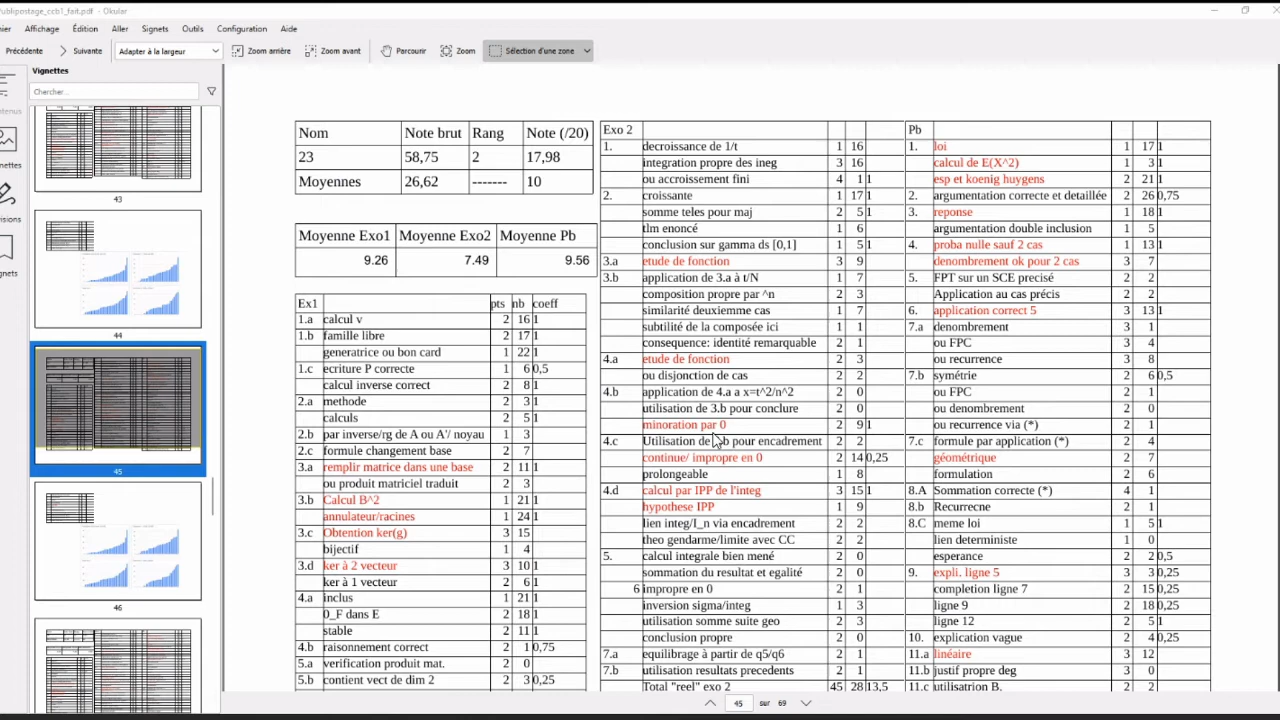 ublipostage_ccb1_fait.pdf - Okular
Affichage Édition Aller Signets Outils Configuration Aide
Précédente Suivante Adapter à la largeur Zoom arrière Zoom avant Parcourir Zoom Sélection d'une zone
Vignettes
Chercher...
43
44
45
46
Nom Note brut Rang Note (/20)
23 58,75 2 17,98
Moyennes 26,62 ------- 10
Moyenne Exo1 Moyenne Exo2 Moyenne Pb
9.26 7.49 9.56
Ex1 pts nb coeff
1.a calcul v 2 16 1
1.b famille libre 2 17 1
generatrice ou bon card 1 22 1
1.c ecriture P correcte 1 6 0,5
calcul inverse correct 2 8 1
2.a methode 2 3 1
calculs 2 5 1
2.b par inverse/rg de A ou A'/ noyau 1 3
2.c formule changement base 2 7
3.a remplir matrice dans une base 2 11 1
ou produit matriciel traduit 2 3
3.b Calcul B^2 1 21 1
annulateur/racines 1 24 1
3.c Obtention ker(g) 3 15
bijectif 1 4
3.d ker à 2 vecteur 3 10 1
ker à 1 vecteur 2 6 1
4.a inclus 1 21 1
0_F dans E 2 18 1
stable 2 11 1
4.b raisonnement correct 2 1 0,75
5.a verification produit mat. 2 0
5.b contient vect de dim 2 2 3 0,25
Exo 2
1. decroissance de 1/t 1 16
integration propre des ineg 3 16
ou accroissement fini 4 1 1
2. croissante 1 17 1
somme teles pour maj 2 5 1
tlm enoncé 1 6
conclusion sur gamma ds [0,1] 1 5 1
3.a etude de fonction 3 9
3.b application de 3.a à t/N 1 7
composition propre par ^n 2 3
similarité deuxiemme cas 1 7
subtilité de la composée ici 1 1
consequence: identité remarquable 2 1
4.a etude de fonction 2 3
ou disjonction de cas 2 2
4.b application de 4.a a x=t^2/n^2 2 0
utilisation de 3.b pour conclure 2 0
minoration par 0 2 9 1
4.c Utilisation de b pour encadrement 2 2
continue/ impropre en 0 2 14 0,25
prolongeable 1 8
4.d calcul par IPP de l'integ 3 15 1
hypothese IPP 1 9
lien integ/I_n via encadrement 2 2
theo gendarme/limite avec CC 2 2
5. calcul integrale bien mené 2 0
sommation du resultat et egalité 2 0
6 impropre en 0 2 1
inversion sigma/integ 1 3
utilisation somme suite geo 2 1
conclusion propre 2 1
7.a equilibrage à partir de q5/q6 2 1
7.b utilisation resultats precedents 2 1
Total "reel" exo 2 45 28 13,5
Pb
1. loi 1 17 1
calcul de E(X^2) 1 3 1
esp et koenig huygens 2 21 1
2. argumentation correcte et detaillée 2 26 0,75
3. reponse 1 18 1
argumentation double inclusion 1 5
4. proba nulle sauf 2 cas 1 13 1
denombrement ok pour 2 cas 3 7
5. FPT sur un SCE precisé 2 2
Application au cas précis 2 2
6. application correct 5 3 13 1
7.a denombrement 3 1
ou FPC 3 4
ou recurrence 3 8
7.b symétrie 2 6 0,5
ou FPC 2 1
ou denombrement 2 0
ou recurrence via (*) 2 1
7.c formule par application (*) 2 4
géométrique 2 7
formulation 2 6
8.A Sommation correcte (*) 4 1
8.b Recurrecne 2 1
8.C meme loi 1 5 1
lien deterministe 1 0
esperance 2 2 0,5
9. expli. ligne 5 3 3 0,25
completion ligne 7 2 15 0,25
ligne 9 2 18 0,25
ligne 12 2 5 1
10. explication vague 2 4 0,25
11.a linéaire 3 12
11.b justif propre deg 3 0
11.c utilisatrion B. 2 2
45 sur 69